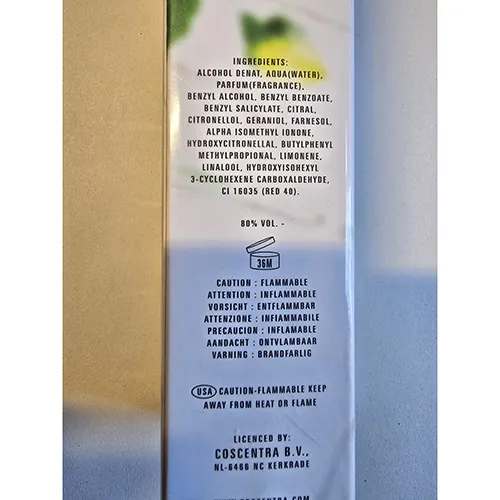 INGREDIENTS:
ALCOHOL DENAT, AQUA(WATER),
PARFUM(FRAGRANCE),
BENZYL ALCOHOL, BENZYL BENZOATE,
BENZYL SALICYLATE, CITRAL,
CITRONELLOL, GERANIOL, FARNESOL,
ALPHA ISOMETHYL IONONE,
HYDROXYCITRONELLAL, BUTYLPHENYL
METHYLPROPIONAL, LIMONENE,
LINALOOL, HYDROXYISOHEXYL
3-CYCLOHEXENE CARBOXALDEHYDE,
CI 16035 (RED 40).
80% VOL. -
36M
CAUTION : FLAMMABLE
ATTENTION : INFLAMMABLE
VORSICHT : ENTFLAMMBAR
ATTENZIONE : INFIAMMABILE
PRECAUCION : INFLAMABLE
AANDACHT : ONTVLAMBAAR
VARNING : BRANDFARLIG
USA CAUTION-FLAMMABLE KEEP
AWAY FROM HEAT OR FLAME
LICENCED BY:
COSCENTRA B.V.,
NL-6466 NC KERKRADE